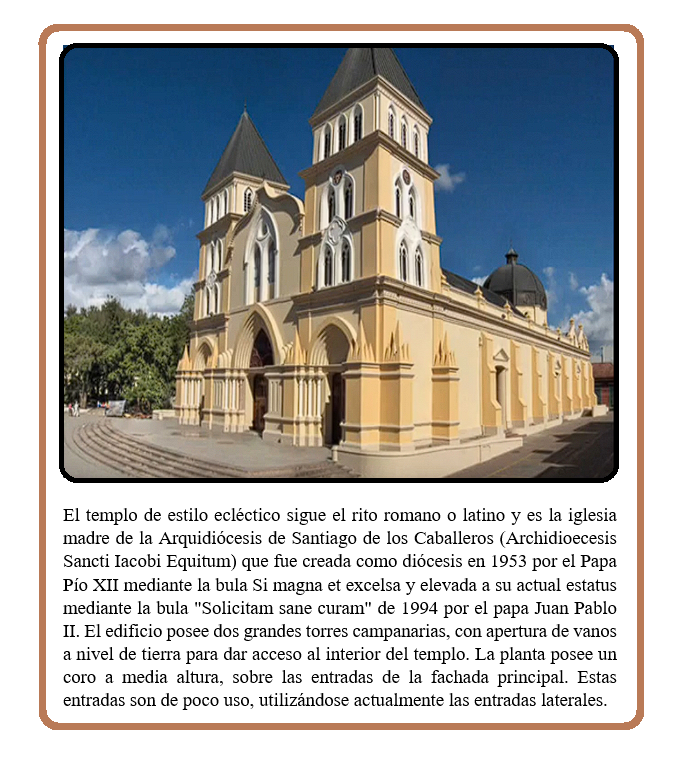 El templo de estilo ecléctico sigue el rito romano o latino y es la iglesia
madre de la Arquidiócesis de Santiago de los Caballeros (Archidioecesis
Sancti Iacobi Equitum) que fue creada como diócesis en 1953 por el Papa
Pío XII mediante la bula Si magna et excelsa y elevada a su actual estatus
mediante la bula "Solicitam sane curam" de 1994 por el papa Juan Pablo
II. El edificio posee dos grandes torres campanarias, con apertura de vanos
a nivel de tierra para dar acceso al interior del templo. La planta posee un
coro a media altura, sobre las entradas de la fachada principal. Estas
entradas son de poco uso, utilizándose actualmente las entradas laterales.